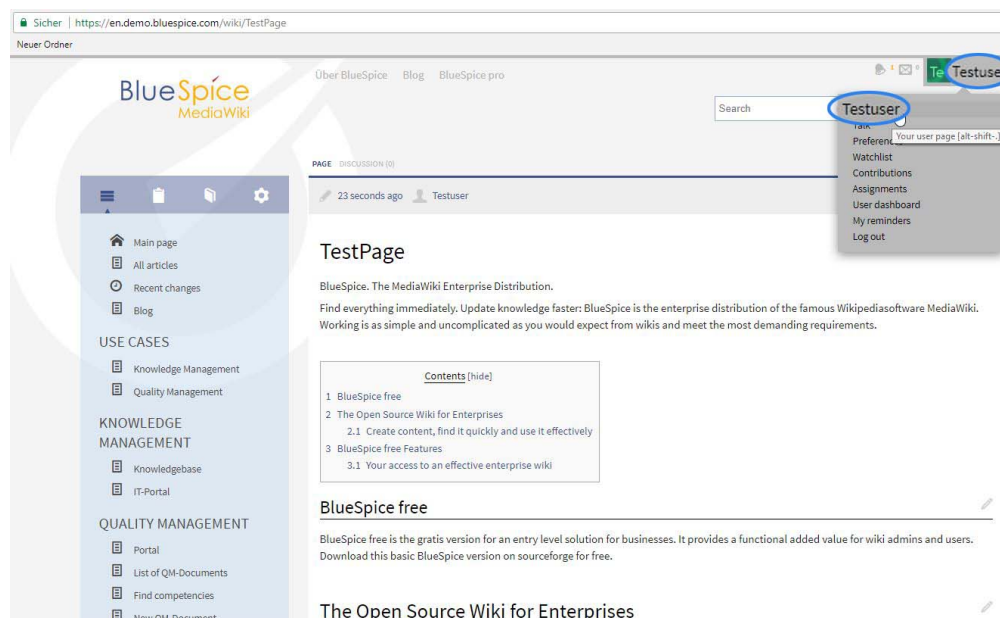 Sicher | https://en.demo.bluespice.com/wiki/TestPage
Neuer Ordner
BlueSpice
MediaWiki
Über BlueSpice Blog BlueSpice pro
1
Te Testuse
Search
Testuser
Talk
Preferenc
Your user page [alt-shift-.]
Watchlist
Contributions
Assignments
User dashboard
My reminders
Log out
PAGE DISCUSSION (0)
23 seconds ago Testuser
Main page
All articles
Recent changes
Blog
USE CASES
Knowledge Management
Quality Management
KNOWLEDGE
MANAGEMENT
Knowledgebase
IT-Portal
QUALITY MANAGEMENT
Portal
List of QM-Documents
Find competencies
New QM-Document
TestPage
BlueSpice. The MediaWiki Enterprise Distribution.
Find everything immediately. Update knowledge faster: BlueSpice is the enterprise distribution of the famous Wikipediasoftware MediaWiki.
Working is as simple and uncomplicated as you would expect from wikis and meet the most demanding requirements.
Contents [hide]
1 BlueSpice free
2 The Open Source Wiki for Enterprises
2.1 Create content, find it quickly and use it effectively
3 BlueSpice free Features
3.1 Your access to an effective enterprise wiki
BlueSpice free
BlueSpice free is the gratis version for an entry level solution for businesses. It provides a functional added value for wiki admins and users.
Download this basic BlueSpice version on sourceforge for free.
The Open Source Wiki for Enterprises